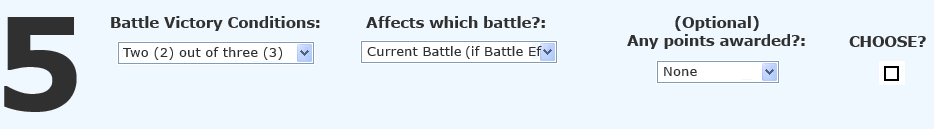 5
Battle Victory Conditions:
Two (2) out of three (3)
Affects which battle?:
Current Battle (if Battle Ef
(Optional)
Any points awarded?:
None
CHOOSE?